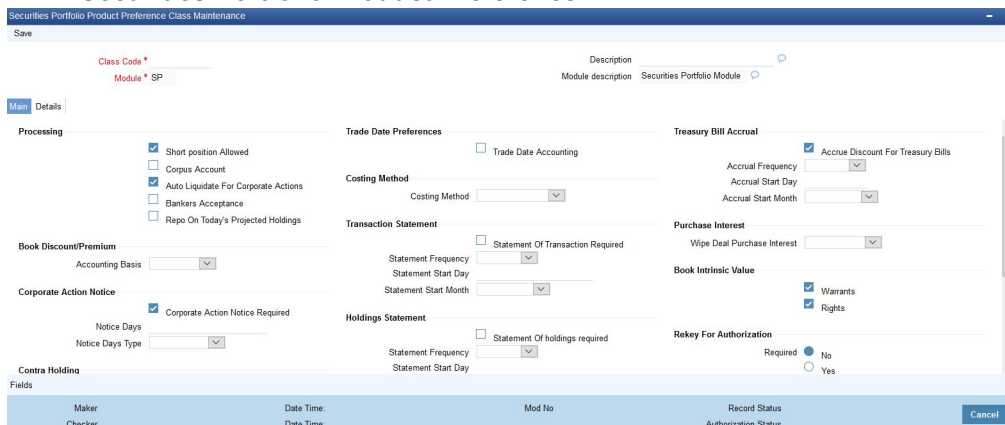 Securities Portfolio Product Preference Class Maintenance
Save
Class Code *
Description
Module * SP
Module description Securities Portfolio Module
Main Details
Processing
Short position Allowed
Corpus Account
Auto Liquidate For Corporate Actions
Bankers Acceptance
Repo On Today's Projected Holdings
Book Discount/Premium
Accounting Basis
Corporate Action Notice
Corporate Action Notice Required
Notice Days
Notice Days Type
Contra Holding
Trade Date Preferences
Trade Date Accounting
Costing Method
Costing Method
Transaction Statement
Statement Of Transaction Required
Statement Frequency
Statement Start Day
Statement Start Month
Holdings Statement
Statement Of holdings required
Statement Frequency
Statement Start Day
Treasury Bill Accrual
Accrue Discount For Treasury Bills
Accrual Frequency
Accrual Start Day
Accrual Start Month
Purchase Interest
Wipe Deal Purchase Interest
Book Intrinsic Value
Warrants
Rights
Rekey For Authorization
Required No
Yes
Fields
Maker Date Time: Mod No Record Status
Cancel
Checker Date Time: Authorization Status